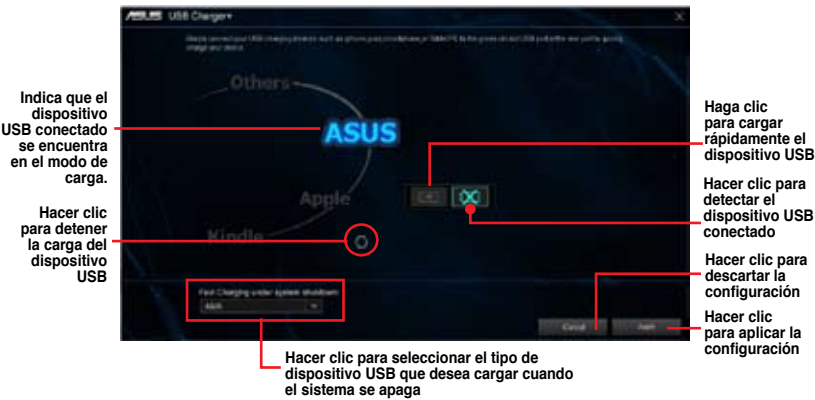 ASUS USB Charger+
Others
ASUS
Apple
Kindle
Fast Charging under system shutdown:
ASUS
Cancel
Apply
Indica que el
dispositivo
USB conectado
se encuentra
en el modo de
carga.
Hacer clic
para detener
la carga del
dispositivo
USB
Haga clic
para cargar
rápidamente el
dispositivo USB
Hacer clic para
detectar el
dispositivo USB
conectado
Hacer clic para
descartar la
configuración
Hacer clic
para aplicar la
configuración
Hacer clic para seleccionar el tipo de
dispositivo USB que desea cargar cuando
el sistema se apaga